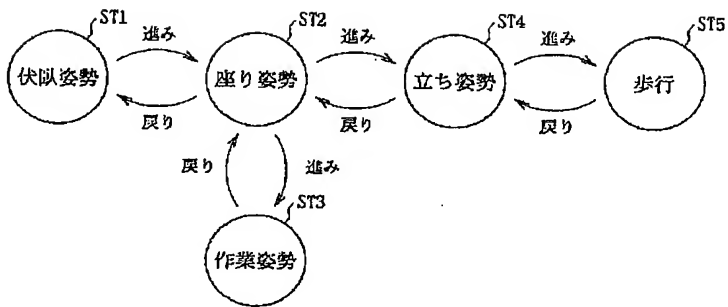 ST1
ST2
ST4
ST5
進み
進み
進み
伏臥姿勢
座り姿勢
立ち姿勢
歩行
戻り
戻り
戻り
戻り
進み
ST3
作業姿勢